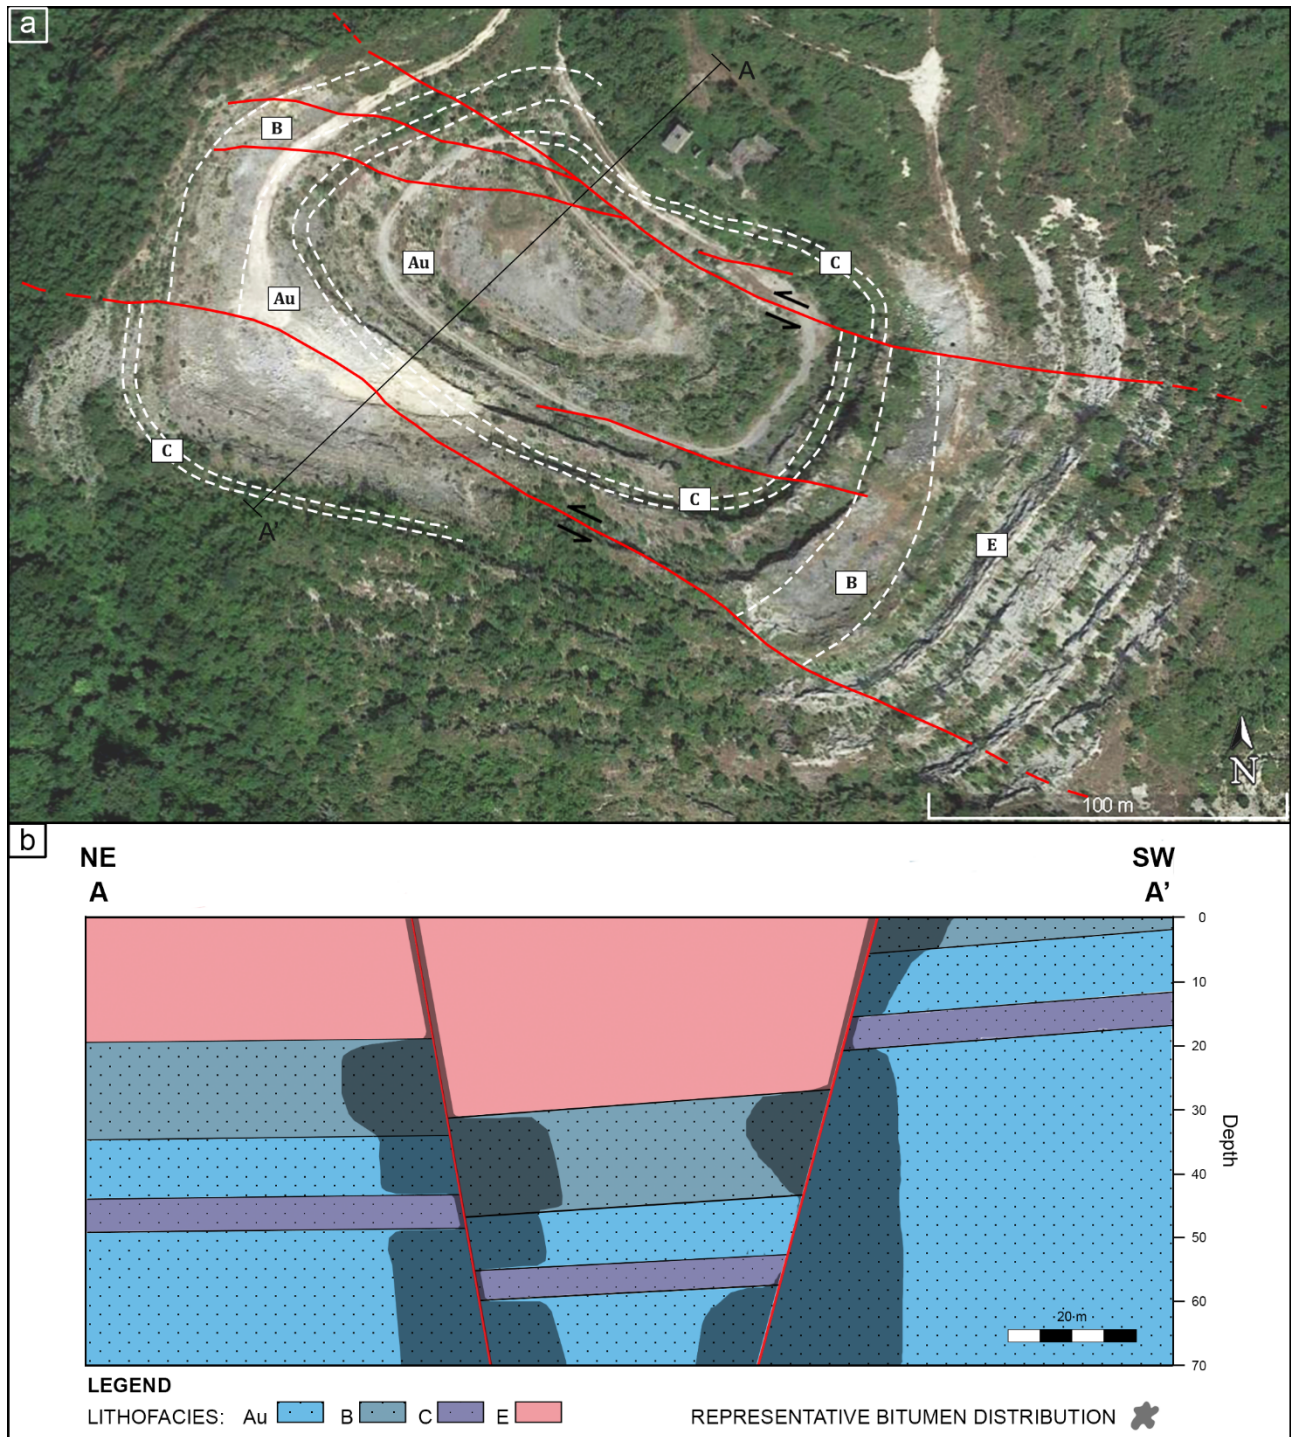 a
A
B
Au
Au
C
C
C
E
B
A'
N
100 m
b
NE
SW
A
A’
0
10
20
30
40
50
60
70
Depth
20 m
LEGEND
LITHOFACIES: Au B C E
REPRESENTATIVE BITUMEN DISTRIBUTION